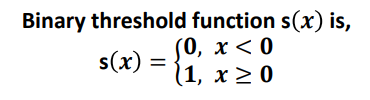 Binary threshold function s(x) is,
s(x) = {0, x < 0
1, x ≥ 0